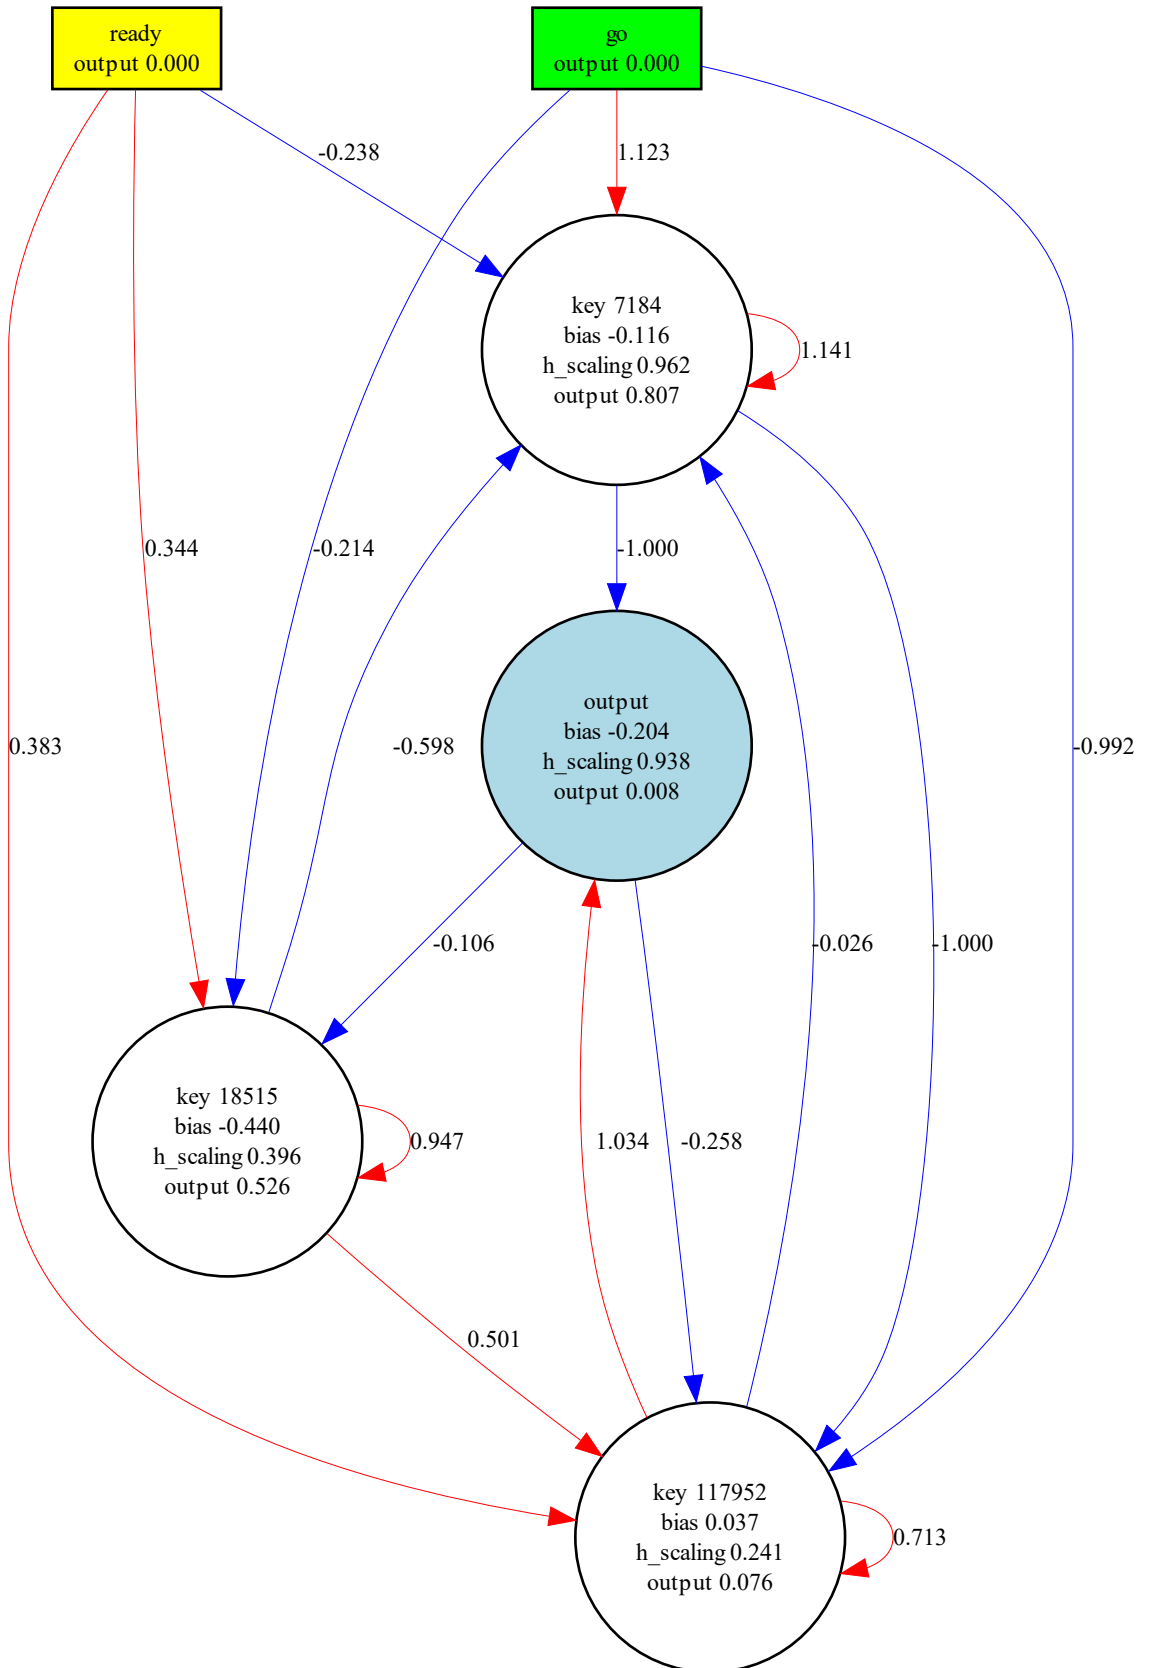 ready
output 0.000
go
output 0.000
-0.238
1.123
key 7184
bias -0.116
h_scaling 0.962
output 0.807
1.141
0.344
-0.214
-1.000
output
bias -0.204
h_scaling 0.938
output 0.008
0.383
-0.598
-0.992
-0.106
-0.026
-1.000
key 18515
bias -0.440
h_scaling 0.396
output 0.526
0.947
1.034
-0.258
0.501
key 117952
bias 0.037
h_scaling 0.241
output 0.076
0.713